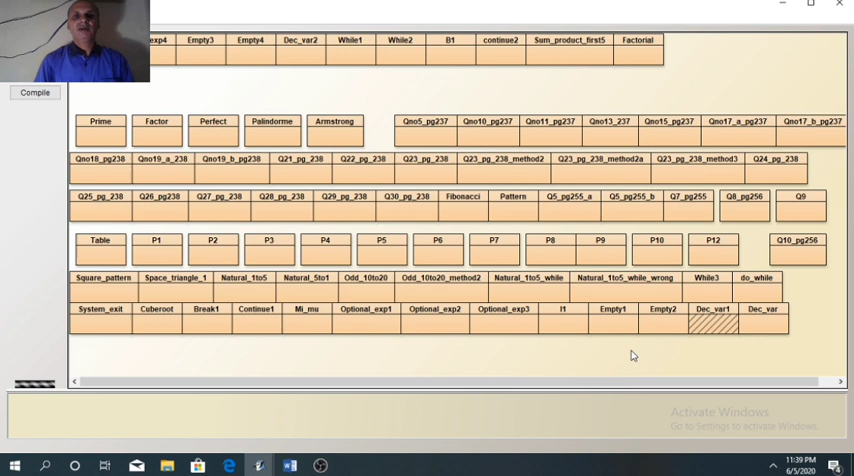 exp4 Empty3 Empty4 Dec_var2 While1 While2 B1 continue2 Sum_product_first5 Factorial
Compile
Prime Factor Perfect Palindorme Armstrong Qno5_pg237 Qno10_pg237 Qno11_pg237 Qno13_237 Qno15_pg237 Qno17_a_pg237 Qno17_b_pg237
Qno18_pg238 Qno19_a_238 Qno19_b_pg238 Q21_pg_238 Q22_pg_238 Q23_pg_238 Q23_pg_238_method2 Q23_pg_238_method2a Q23_pg_238_method3 Q24_pg_238
Q25_pg_238 Q26_pg238 Q27_pg_238 Q28_pg_238 Q29_pg_238 Q30_pg_238 Fibonacci Pattern Q5_pg255_a Q5_pg255_b Q7_pg255 Q8_pg256 Q9
Table P1 P2 P3 P4 P5 P6 P7 P8 P9 P10 P12 Q10_pg256
Square_pattern Space_triangle_1 Natural_1to5 Natural_5to1 Odd_10to20 Odd_10to20_method2 Natural_1to5_while Natural_1to5_while_wrong While3 do_while
System_exit Cuberoot Break1 Continue1 Mi_mu Optional_exp1 Optional_exp2 Optional_exp3 I1 Empty1 Empty2 Dec_var1 Dec_var
Activate Windows
Go to Settings to activate Windows.
11:39 PM
6/5/2020